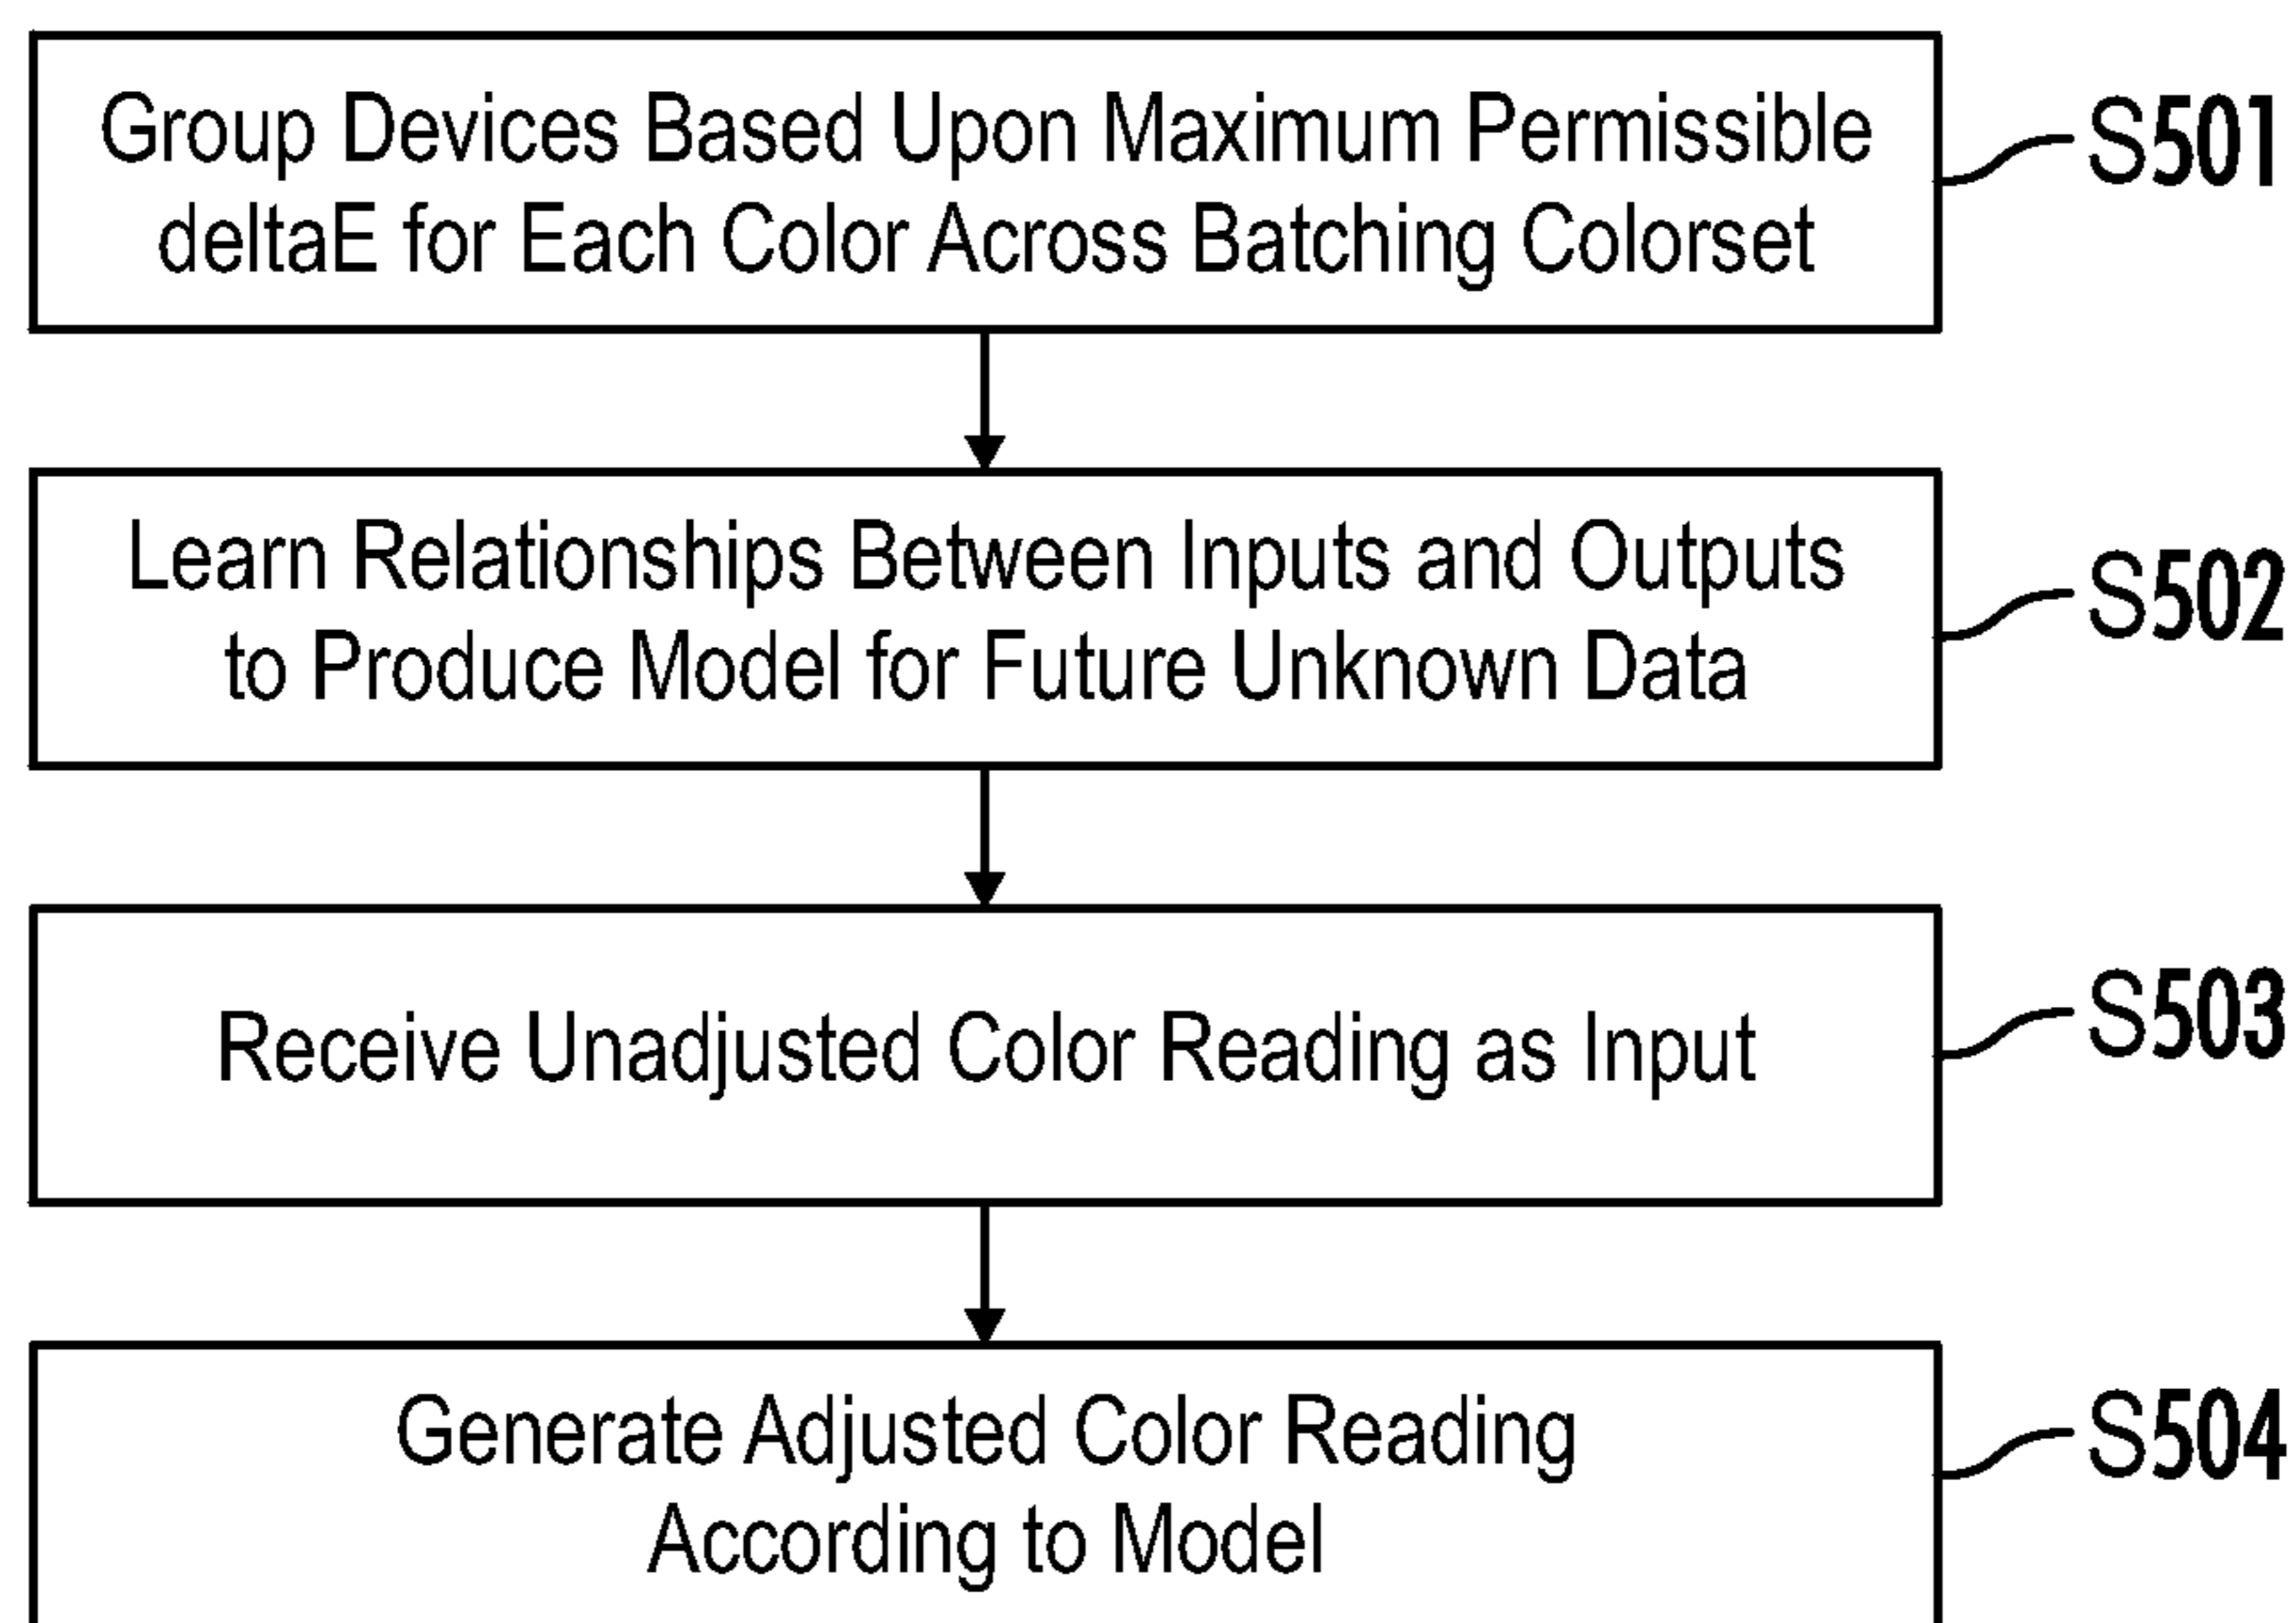 Group Devices Based Upon Maximum Permissible
deltaE for Each Color Across Batching Colorset
S501
Learn Relationships Between Inputs and Outputs
to Produce Model for Future Unknown Data
S502
Receive Unadjusted Color Reading as Input
S503
Generate Adjusted Color Reading
According to Model
S504